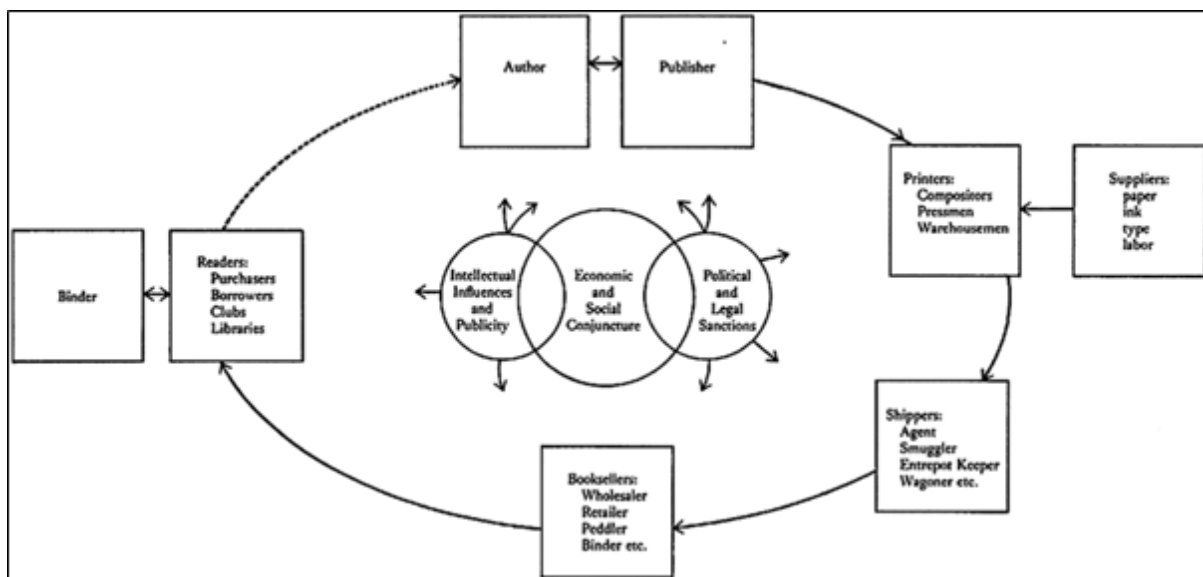 Author
Publisher
Printers:
Compositors
Pressmen
Warehousemen
Suppliers:
paper
ink
type
labor
Shippers:
Agent
Smuggler
Entrepot Keeper
Wagoner etc.
Booksellers:
Wholesaler
Retailer
Peddler
Binder etc.
Readers:
Purchasers
Borrowers
Clubs
Libraries
Binder
Intellectual
Influences
and
Publicity
Economic
and
Social
Conjuncture
Political
and
Legal
Sanctions